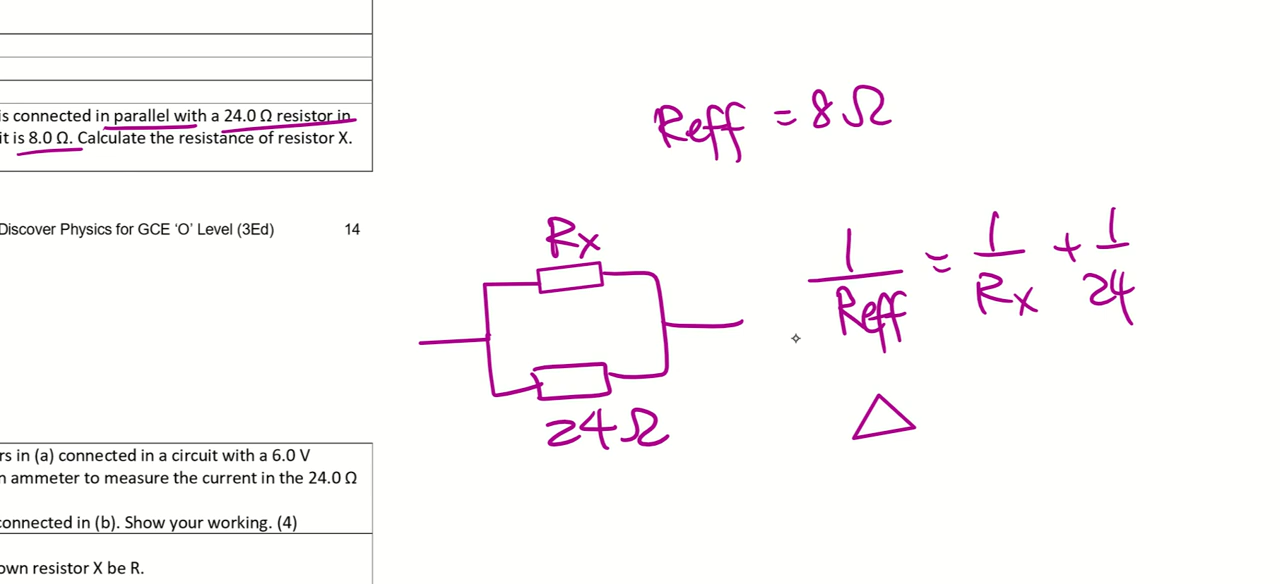 is connected in parallel with a 24.0 Ω resistor in
it is 8.0 Ω. Calculate the resistance of resistor X.
Reff = 8 Ω
Discover Physics for GCE ‘O’ Level (3Ed) 14
Rx
1/Reff = 1/Rx + 1/24
24 Ω
rs in (a) connected in a circuit with a 6.0 V
n ammeter to measure the current in the 24.0 Ω
connected in (b). Show your working. (4)
own resistor X be R.